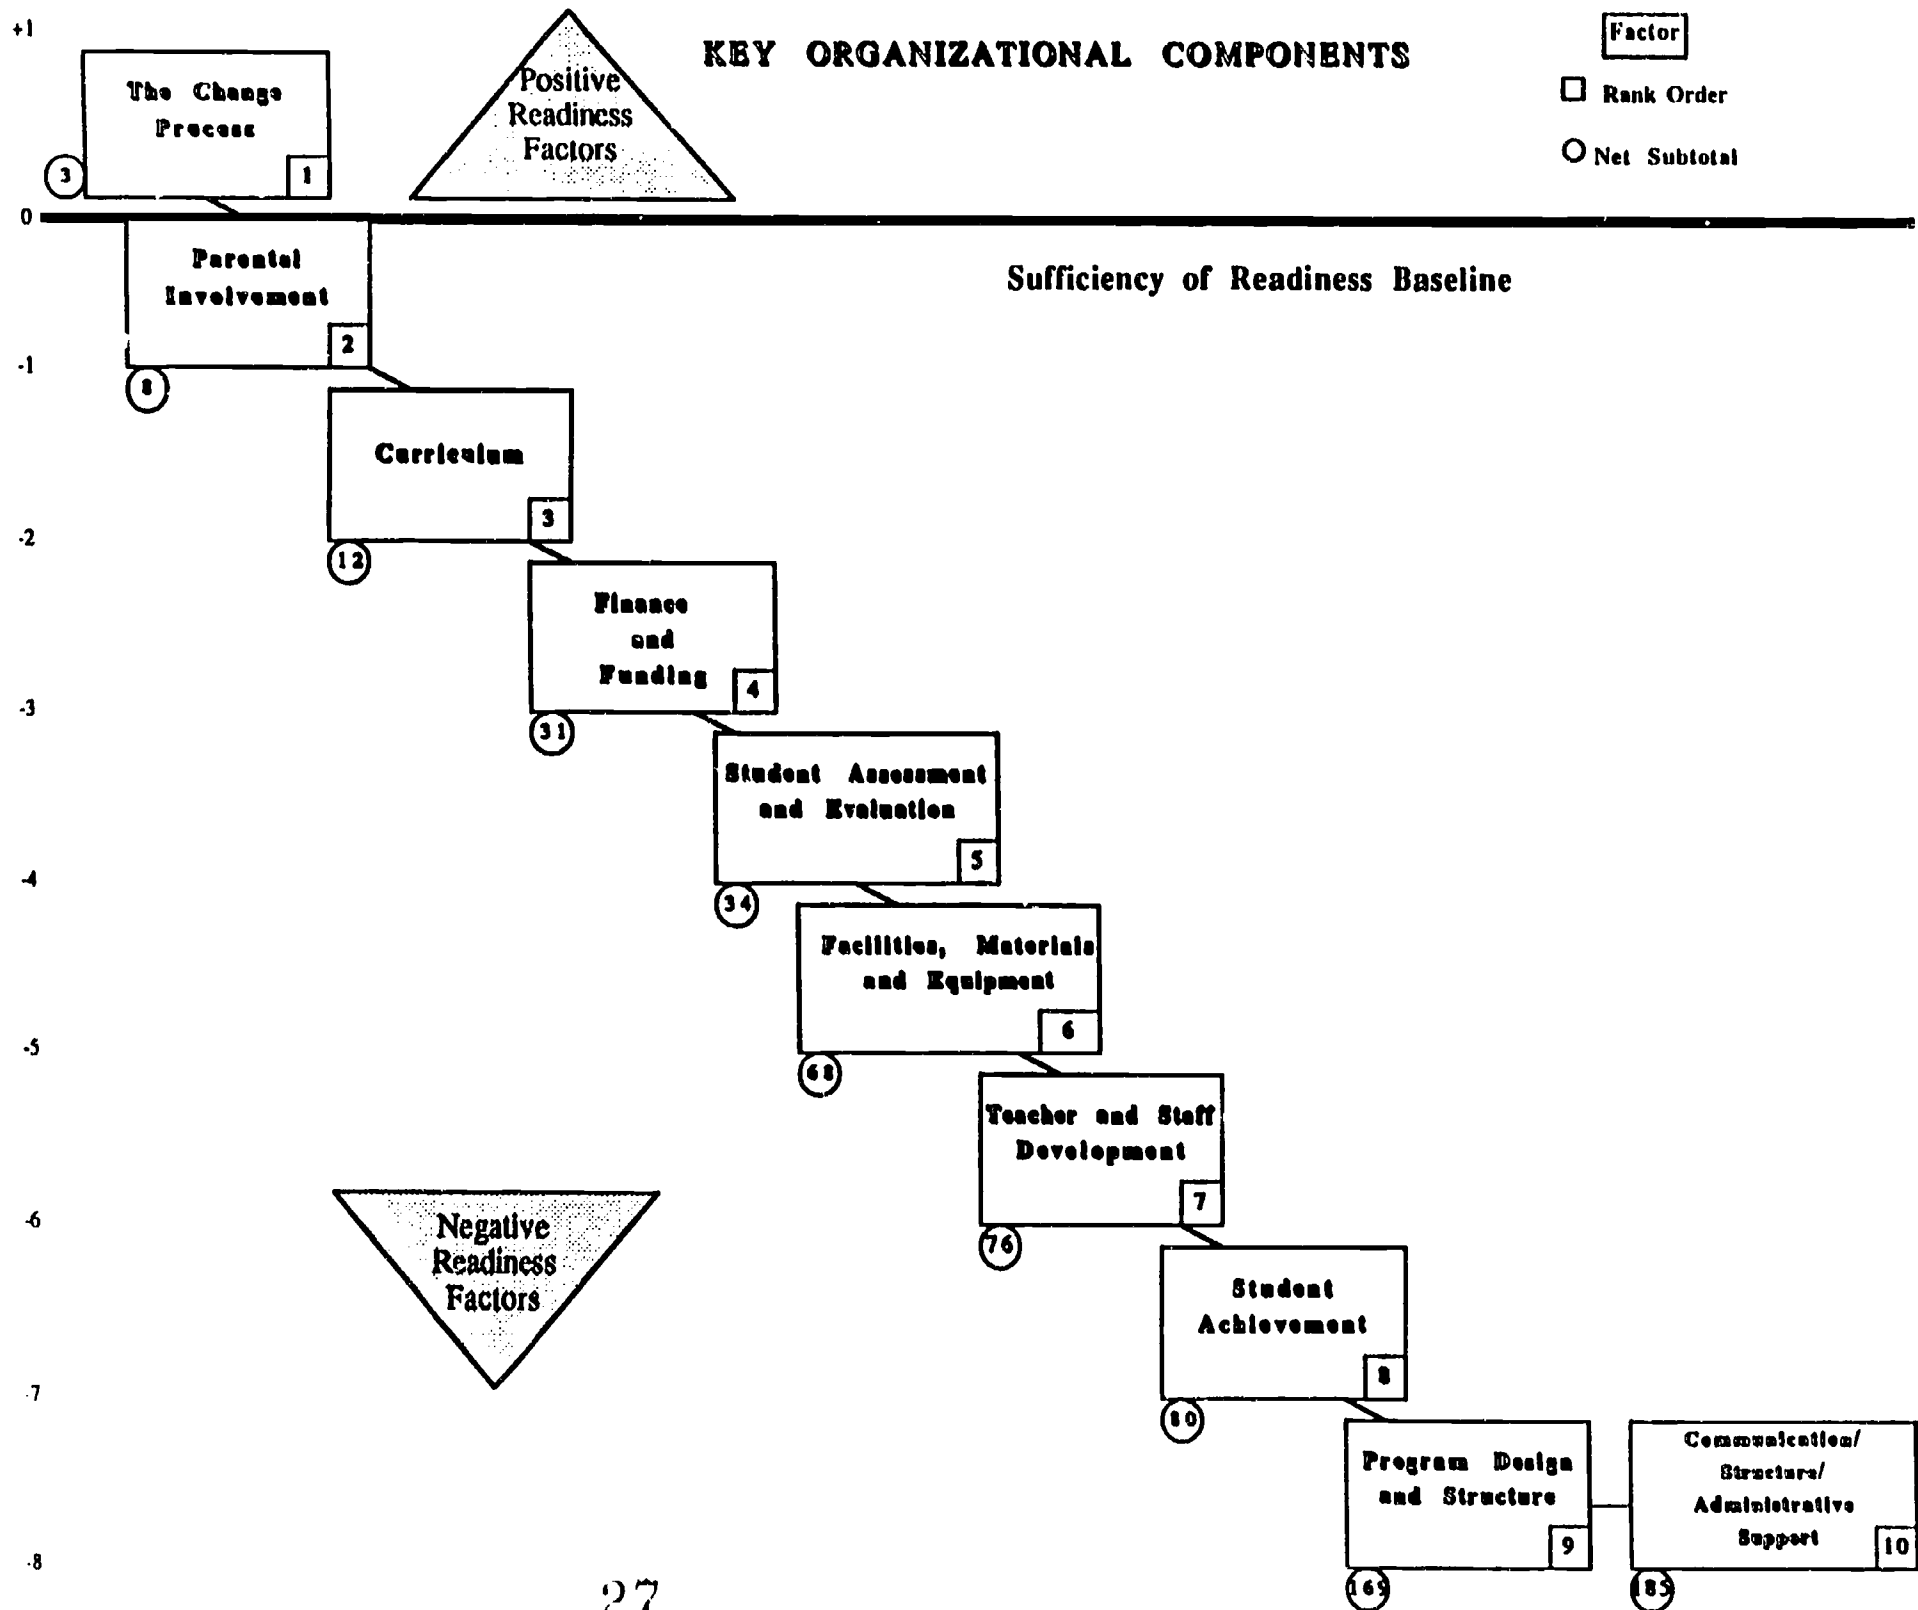 +1
KEY ORGANIZATIONAL COMPONENTS
Factor
Rank Order
Net Subtotal
Positive
Readiness
Factors
The Change
Process
3
1
0
Sufficiency of Readiness Baseline
Parental
Involvement
2
8
-1
Curriculum
3
12
-2
Finance
and
Funding
4
31
-3
Student Assessment
and Evaluation
5
34
-4
Facilities, Materials
and Equipment
6
68
-5
Teacher and Staff
Development
7
76
-6
Negative
Readiness
Factors
Student
Achievement
8
80
-7
Program Design
and Structure
9
169
Communication/
Structure/
Administrative
Support
10
185
-8
27